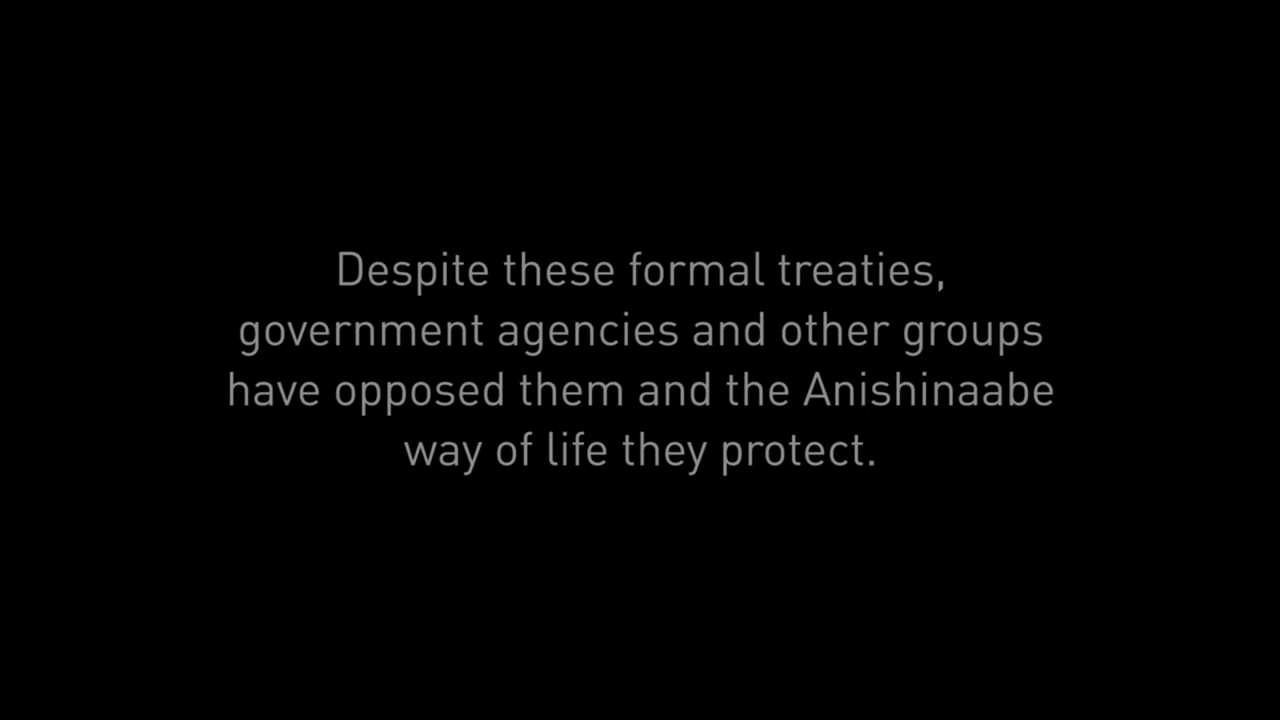 Despite these formal treaties,
government agencies and other groups
have opposed them and the Anishinaabe
way of life they protect.